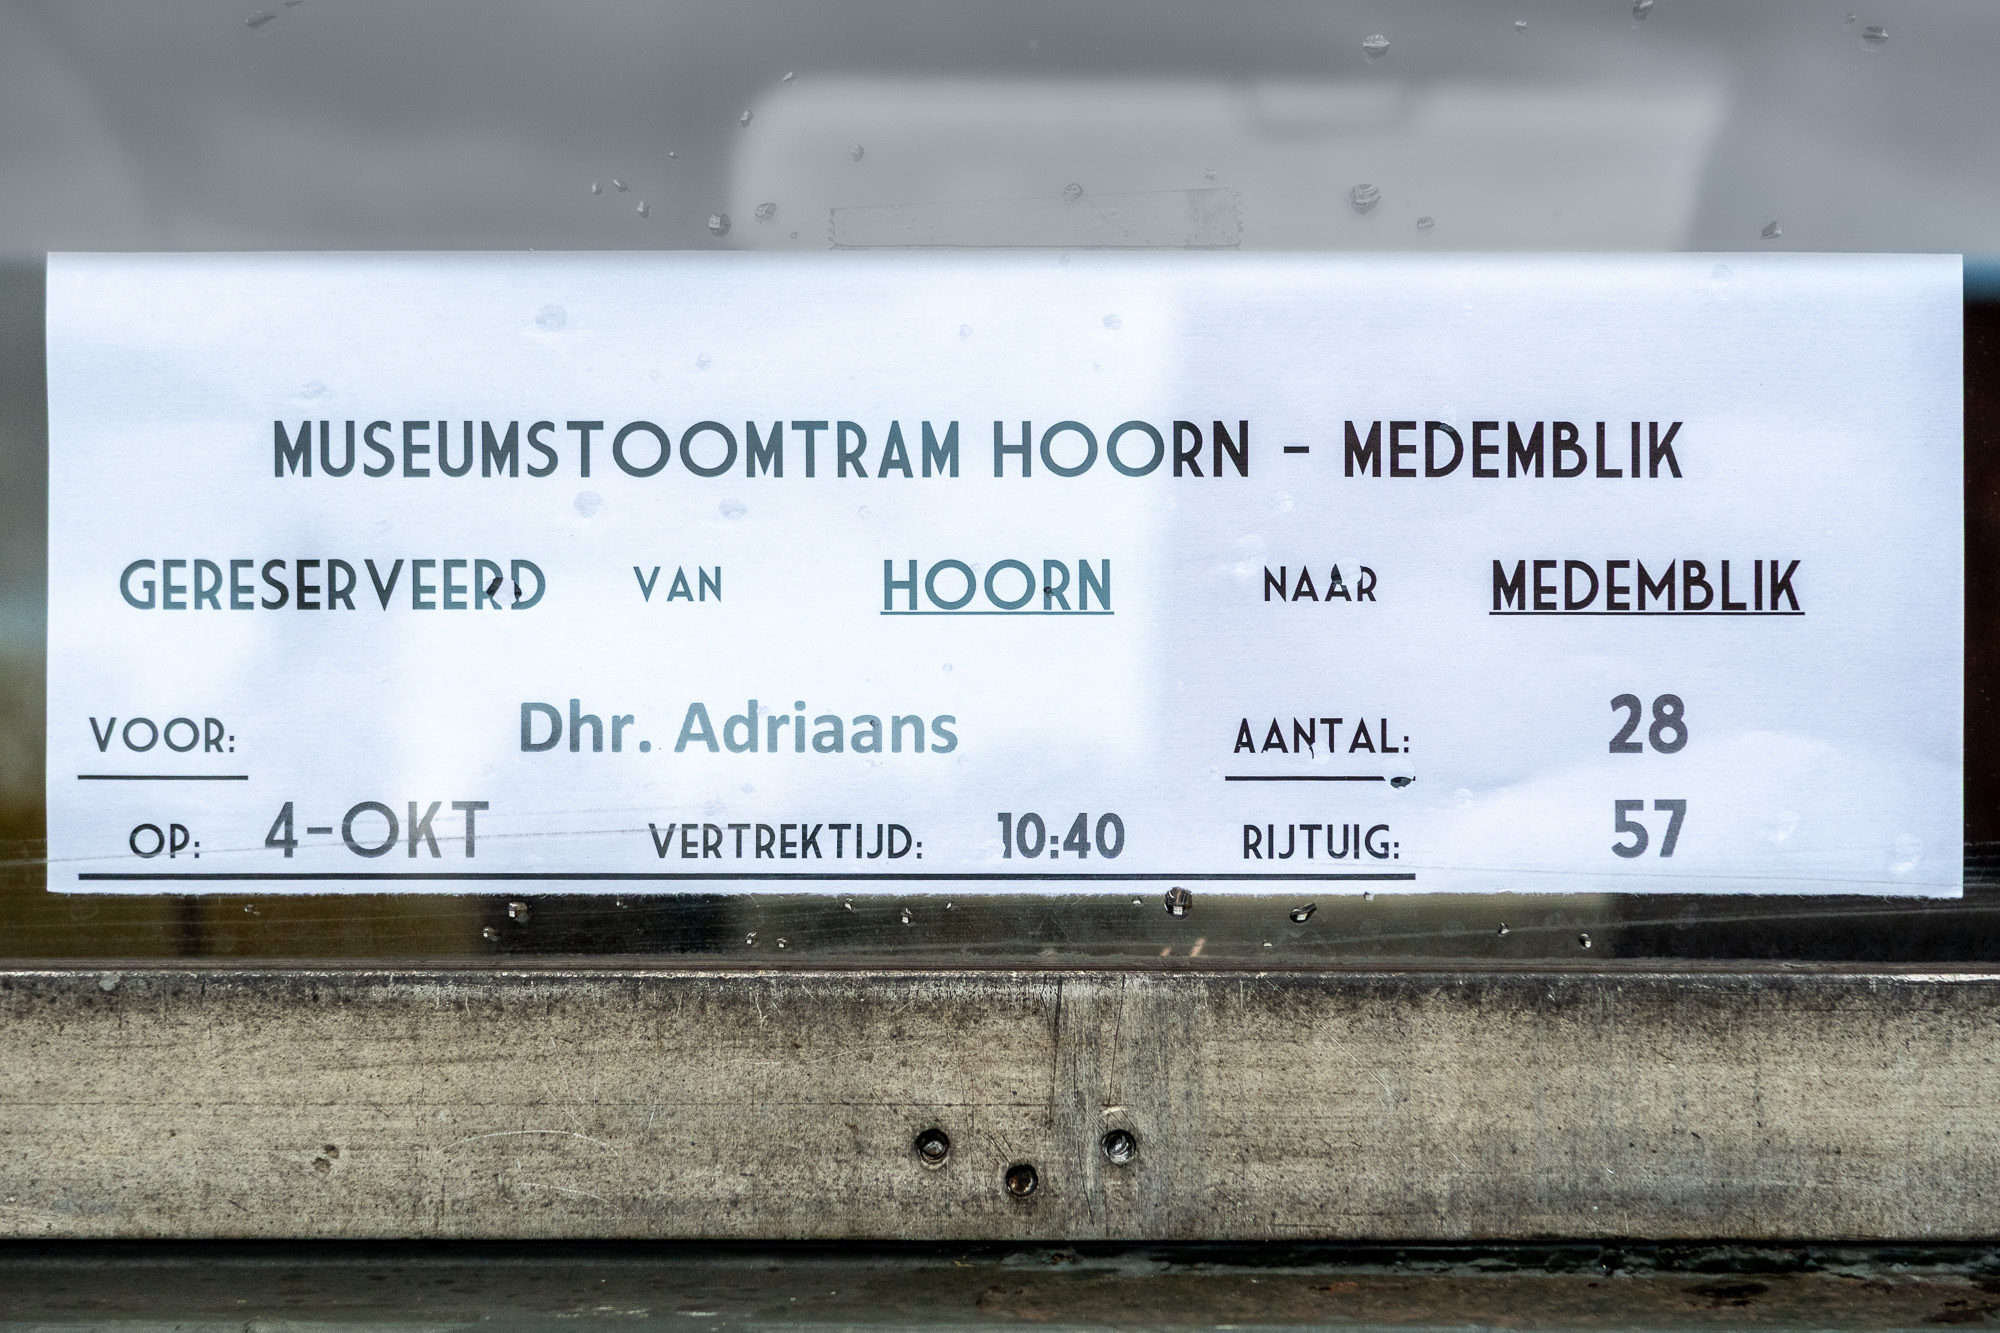 MUSEUMSTOOMTRAM HOORN - MEDEMBLIK
GERESERVEERD VAN HOORN NAAR MEDEMBLIK
VOOR: Dhr. Adriaans AANTAL: 28
OP: 4-OKT VERTREKTIJD: 10:40 RIJTUIG: 57